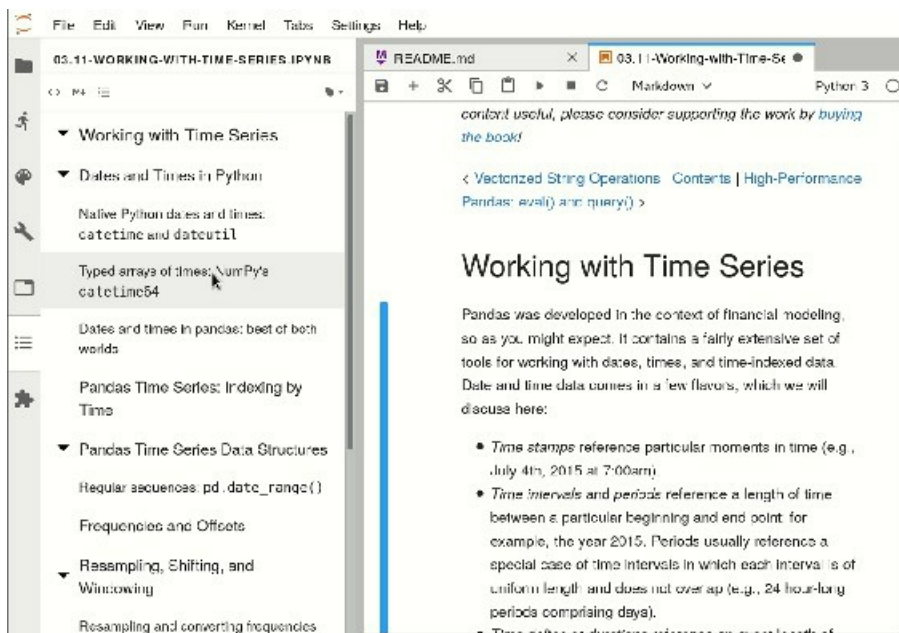 File Edit View Run Kernel Tabs Settings Help
03.11-WORKING-WITH-TIME-SERIES.IPYNB
Working with Time Series
Dates and Times in Python
Native Python dates and times:
datetime and dateutil
Typed arrays of times: NumPy's
datetime64
Dates and times in pandas: best of both
worlds
Pandas Time Series: Indexing by
Time
Pandas Time Series Data Structures
Regular sequences: pd.date_range()
Frequencies and Offsets
Resampling, Shifting, and
Windowing
Resampling and converting frequencies
README.md
03.11-Working-with-Time-Se
Markdown
Python 3
content useful, please consider supporting the work by buying
the book!
< Vectorized String Operations Contents | High-Performance
Pandas: eval() and query() >
Working with Time Series
Pandas was developed in the context of financial modeling,
so as you might expect, it contains a fairly extensive set of
tools for working with dates, times, and time-indexed data.
Date and time data comes in a few flavors, which we will
discuss here:
Time stamps reference particular moments in time (e.g.,
July 4th, 2015 at 7:00am).
Time intervals and periods reference a length of time
between a particular beginning and end point; for
example, the year 2015. Periods usually reference a
special case of time intervals in which each interval is of
uniform length and does not overlap (e.g., 24 hour-long
periods comprising days).